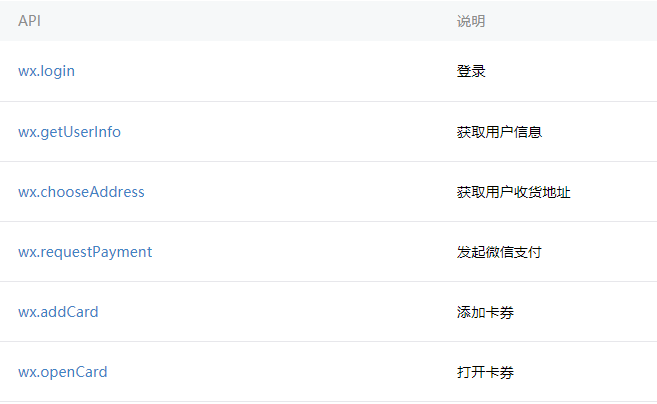 API 说明
wx.login 登录
wx.getUserInfo 获取用户信息
wx.chooseAddress 获取用户收货地址
wx.requestPayment 发起微信支付
wx.addCard 添加卡券
wx.openCard 打开卡券